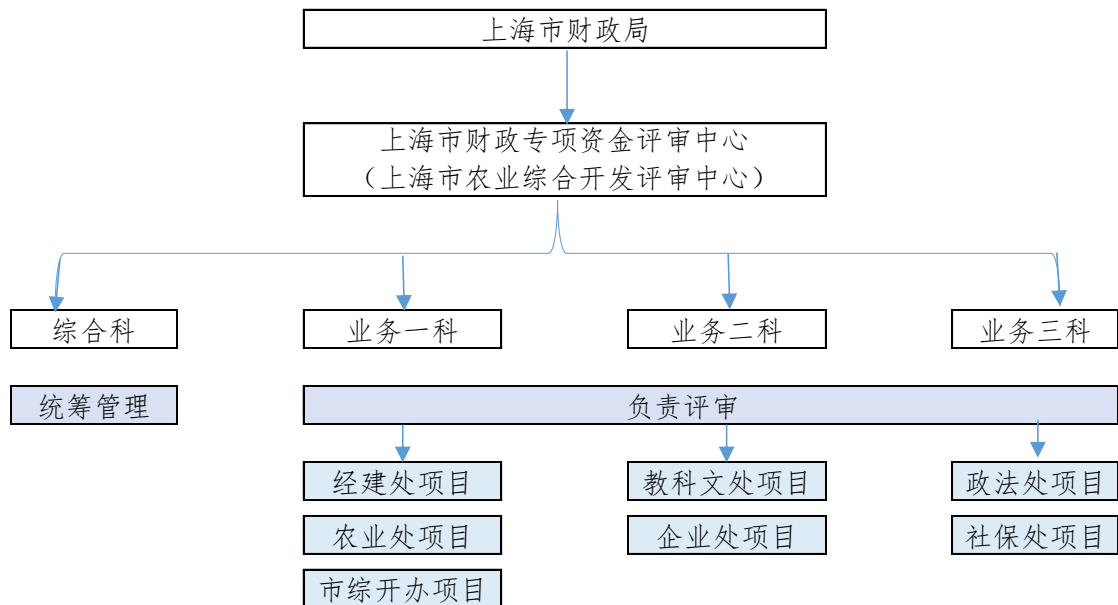 上海市财政局
上海市财政专项资金评审中心
（上海市农业综合开发评审中心）
综合科
业务一科
业务二科
业务三科
统筹管理
负责评审
经建处项目
教科文处项目
政法处项目
农业处项目
企业处项目
社保处项目
市综开办项目